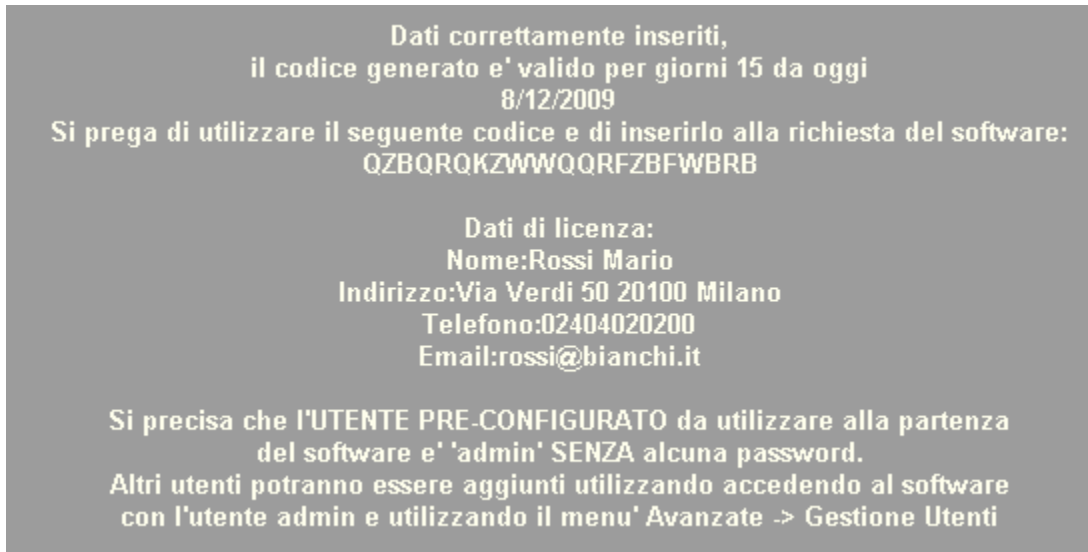 Dati correttamente inseriti,
il codice generato e' valido per giorni 15 da oggi
8/12/2009
Si prega di utilizzare il seguente codice e di inserirlo alla richiesta del software:
QZBQRQKZWWQQRFZBFWBRB
Dati di licenza:
Nome:Rossi Mario
Indirizzo:Via Verdi 50 20100 Milano
Telefono:02404020200
Email:rossi@bianchi.it
Si precisa che l'UTENTE PRE-CONFIGURATO da utilizzare alla partenza
del software e' 'admin' SENZA alcuna password.
Altri utenti potranno essere aggiunti utilizzando accedendo al software
con l'utente admin e utilizzando il menu' Avanzate -> Gestione Utenti